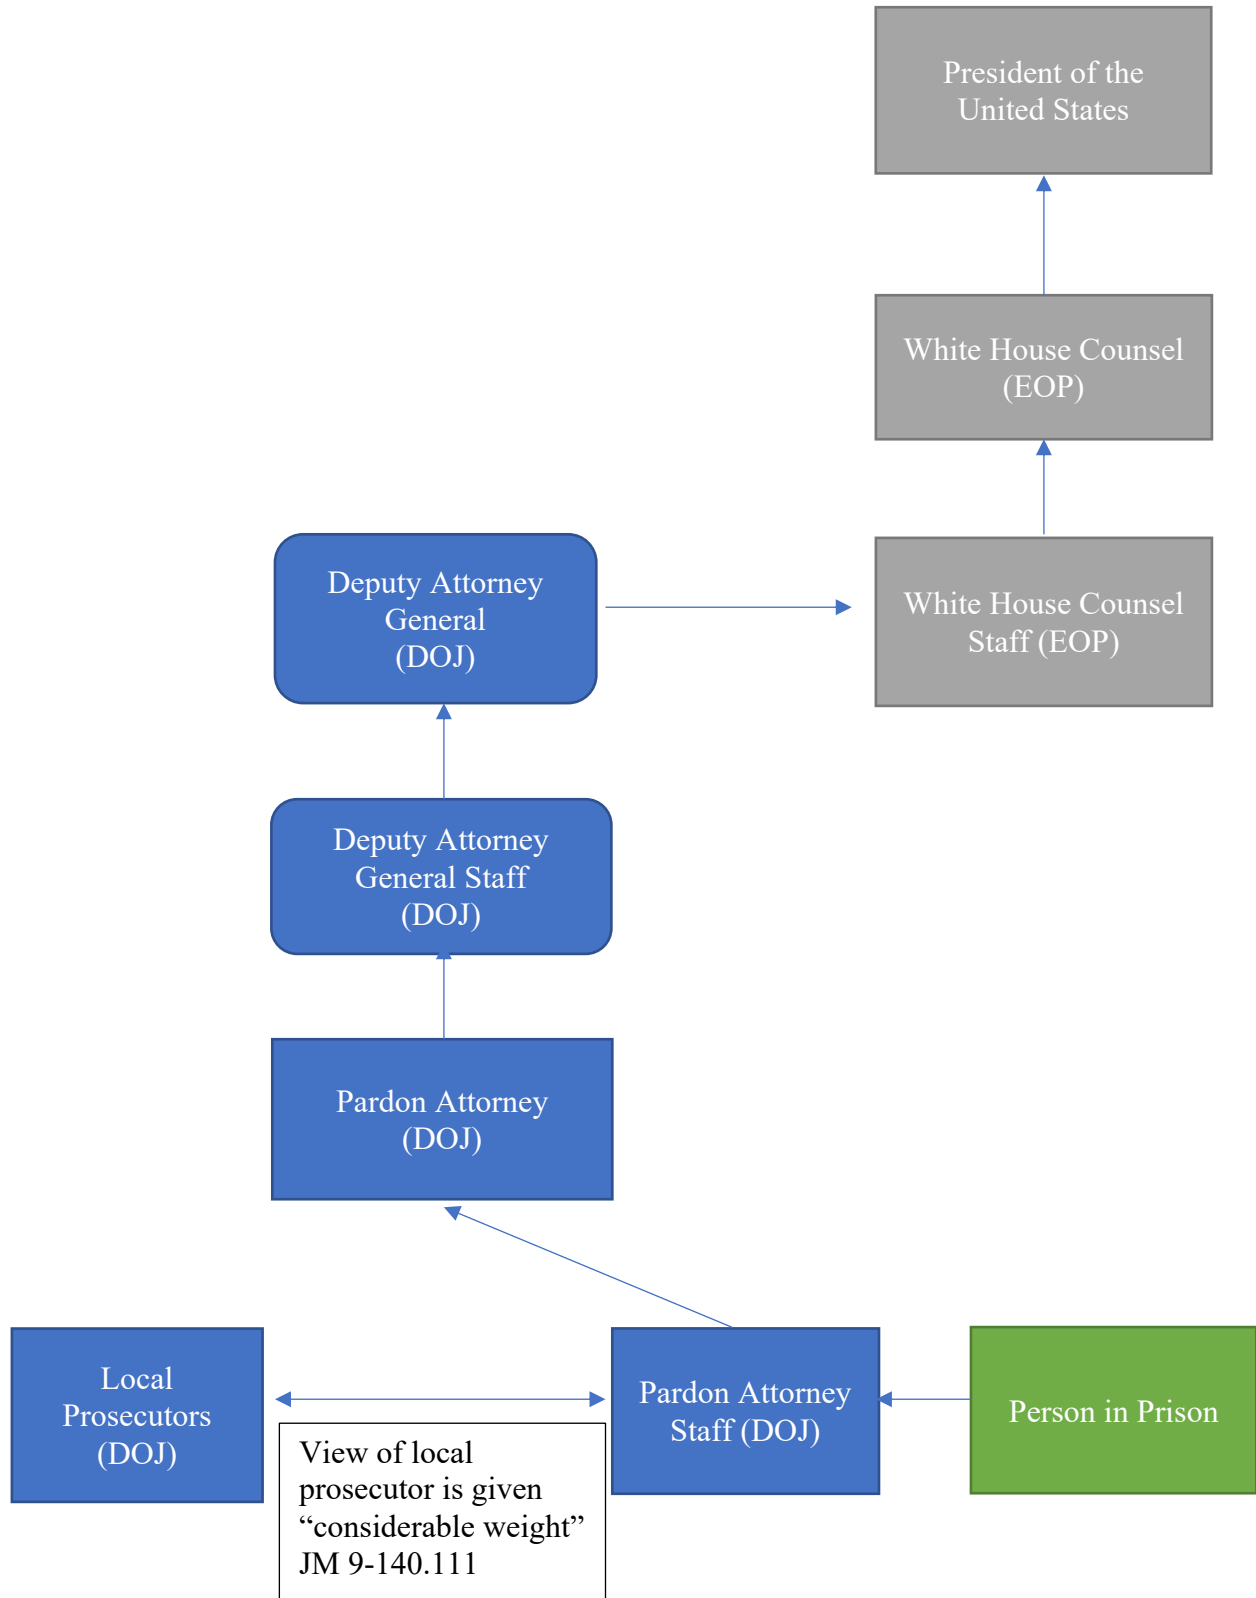 President of the
United States
White House Counsel
(EOP)
Deputy Attorney
General
(DOJ)
White House Counsel
Staff (EOP)
Deputy Attorney
General Staff
(DOJ)
Pardon Attorney
(DOJ)
Local
Prosecutors
(DOJ)
View of local
prosecutor is given
“considerable weight”
JM 9-140.111
Pardon Attorney
Staff (DOJ)
Person in Prison